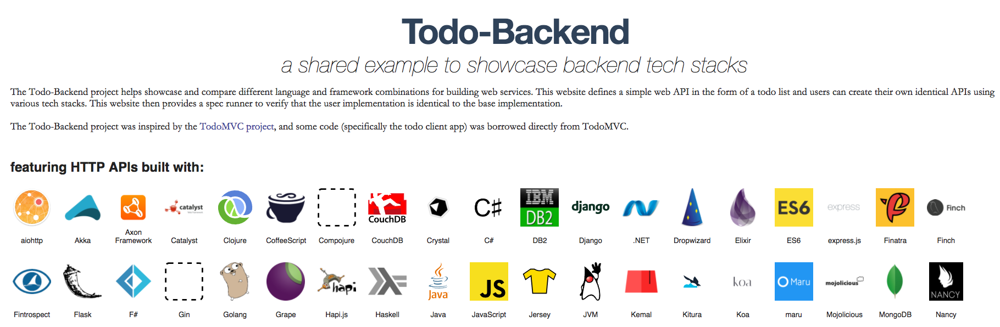 Todo-Backend
a shared example to showcase backend tech stacks
The Todo-Backend project helps showcase and compare different language and framework combinations for building web services. This website defines a simple web API in the form of a todo list and users can create their own identical APIs using
various tech stacks. This website then provides a spec runner to verify that the user implementation is identical to the base implementation.
The Todo-Backend project was inspired by the TodoMVC project, and some code (specifically the todo client app) was borrowed directly from TodoMVC.
featuring HTTP APIs built with:
catalyst CouchDB C# IBM DB2 django ES6 express Finch
aiohttp Akka Axon Framework Catalyst Clojure CoffeeScript Compojure CouchDB Crystal C# DB2 Django .NET Dropwizard Elixir ES6 express.js Finatra Finch
hapi Java JS koa Maru mojolicious NANCY
Fintrospect Flask F# Gin Golang Grape Hapi.js Haskell Java JavaScript Jersey JVM Kemal Kitura Koa maru Mojolicious MongoDB Nancy